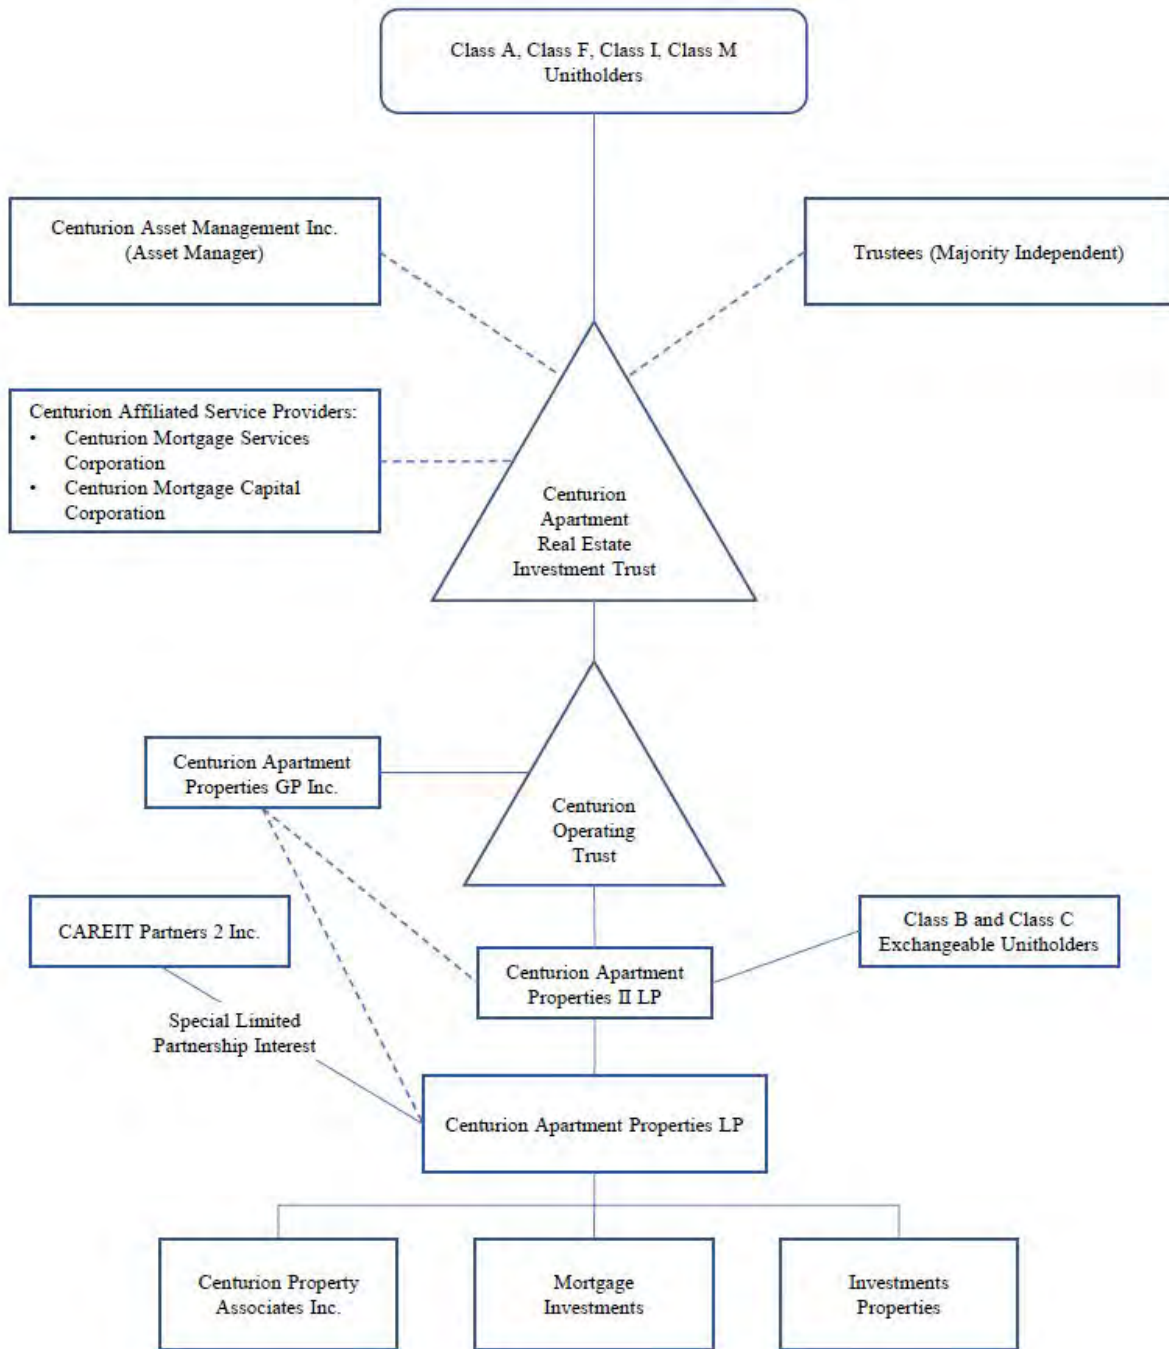 Class A, Class F, Class I, Class M
Unitholders
Centurion Asset Management Inc.
(Asset Manager)
Trustees (Majority Independent)
Centurion Affiliated Service Providers:
• Centurion Mortgage Services
Corporation
• Centurion Mortgage Capital
Corporation
Centurion
Apartment
Real Estate
Investment Trust
Centurion Apartment
Properties GP Inc.
Centurion
Operating
Trust
CAREIT Partners 2 Inc.
Class B and Class C
Exchangeable Unitholders
Centurion Apartment
Properties II LP
Special Limited
Partnership Interest
Centurion Apartment Properties LP
Centurion Property
Associates Inc.
Mortgage
Investments
Investments
Properties